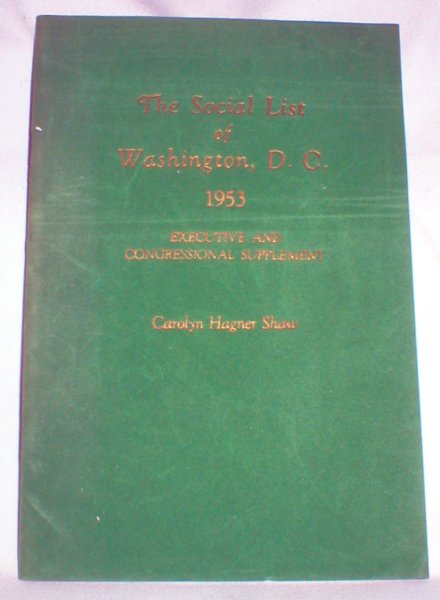 The Social List
of
Washington, D. C.
1953
EXECUTIVE AND
CONGRESSIONAL SUPPLEMENT
Carolyn Hagner Shaw